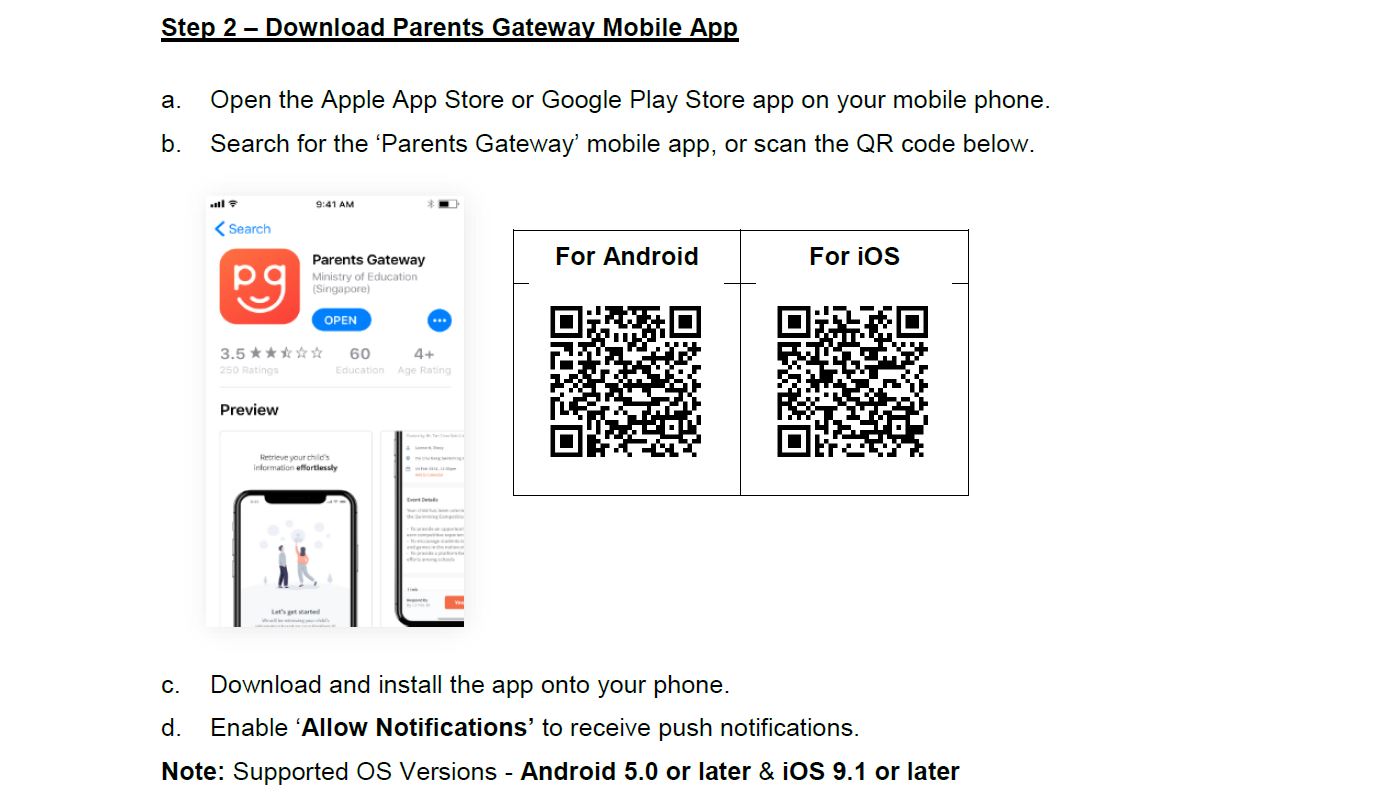 Step 2 – Download Parents Gateway Mobile App
a. Open the Apple App Store or Google Play Store app on your mobile phone.
b. Search for the ‘Parents Gateway’ mobile app, or scan the QR code below.
9:41 AM
Search
pg
Parents Gateway
Ministry of Education
(Singapore)
OPEN
3.5 ★★☆☆☆ 60 4+
259 Ratings Education Age Rating
Preview
Retrieve your child's
information effortlessly
Let's get started
Event Details
For Android For iOS
c. Download and install the app onto your phone.
d. Enable ‘Allow Notifications’ to receive push notifications.
Note: Supported OS Versions - Android 5.0 or later & iOS 9.1 or later